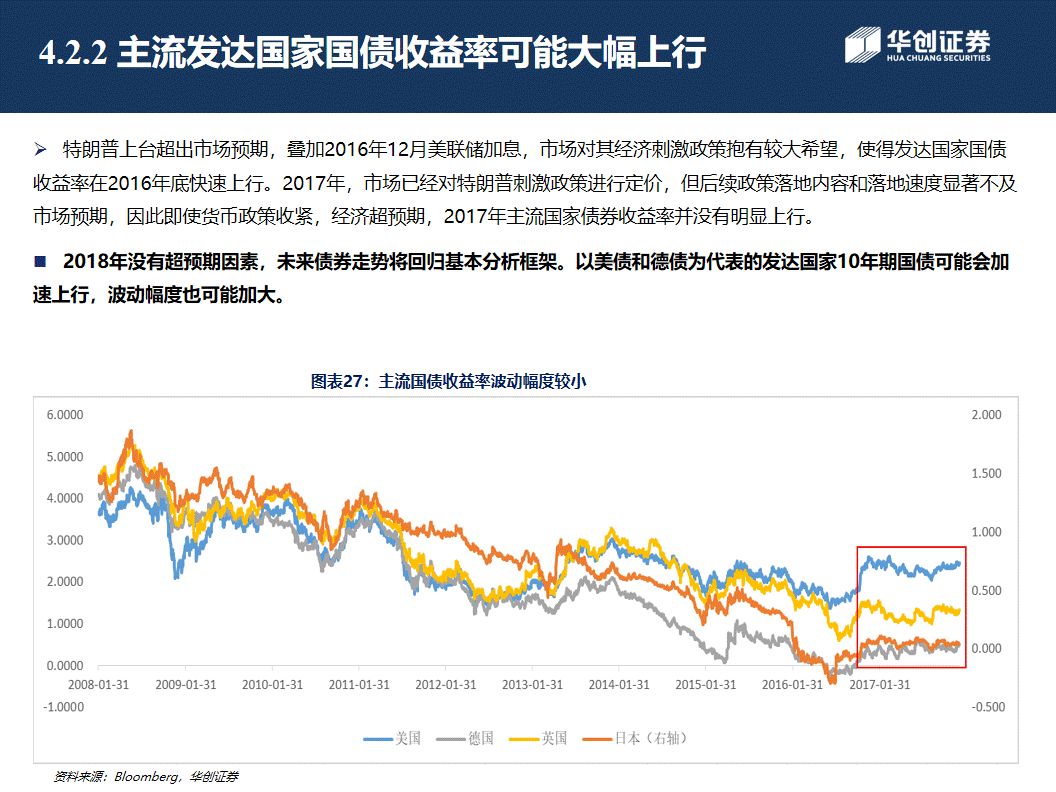 4.2.2 主流发达国家国债收益率可能大幅上行
华创证券
HUA CHUANG SECURITIES
特朗普上台超出市场预期，叠加2016年12月美联储加息，市场对其经济刺激政策抱有较大希望，使得发达国家国债
收益率在2016年底快速上行。2017年，市场已经对特朗普刺激政策进行定价，但后续政策落地内容和落地速度显著不及
市场预期，因此即使货币政策收紧，经济超预期，2017年主流国家债券收益率并没有明显上行。
2018年没有超预期因素，未来债券走势将回归基本分析框架。以美债和德债为代表的发达国家10年期国债可能会加
速上行，波动幅度也可能加大。
图表27：主流国债收益率波动幅度较小
6.0000
5.0000
4.0000
3.0000
2.0000
1.0000
0.0000
-1.0000
2.000
1.500
1.000
0.500
0.000
-0.500
2008-01-31 2009-01-31 2010-01-31 2011-01-31 2012-01-31 2013-01-31 2014-01-31 2015-01-31 2016-01-31 2017-01-31
美国 德国 英国 日本（右轴）
资料来源：Bloomberg，华创证券